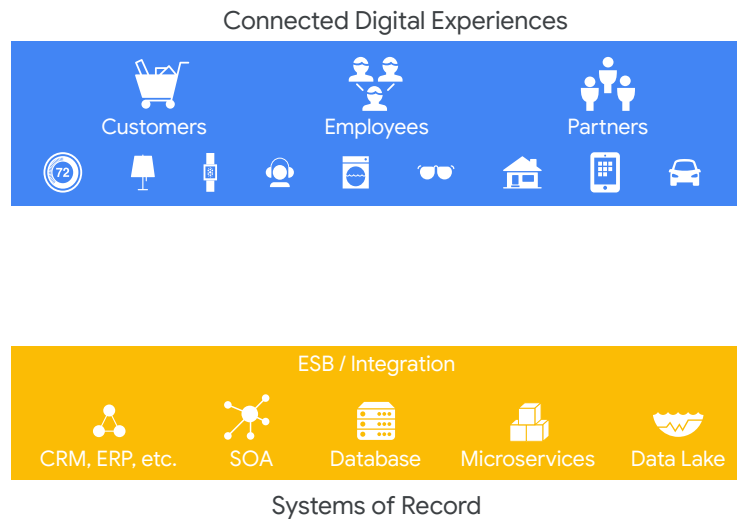 Connected Digital Experiences
Customers
Employees
Partners
72
ESB / Integration
CRM, ERP, etc.
SOA
Database
Microservices
Data Lake
Systems of Record